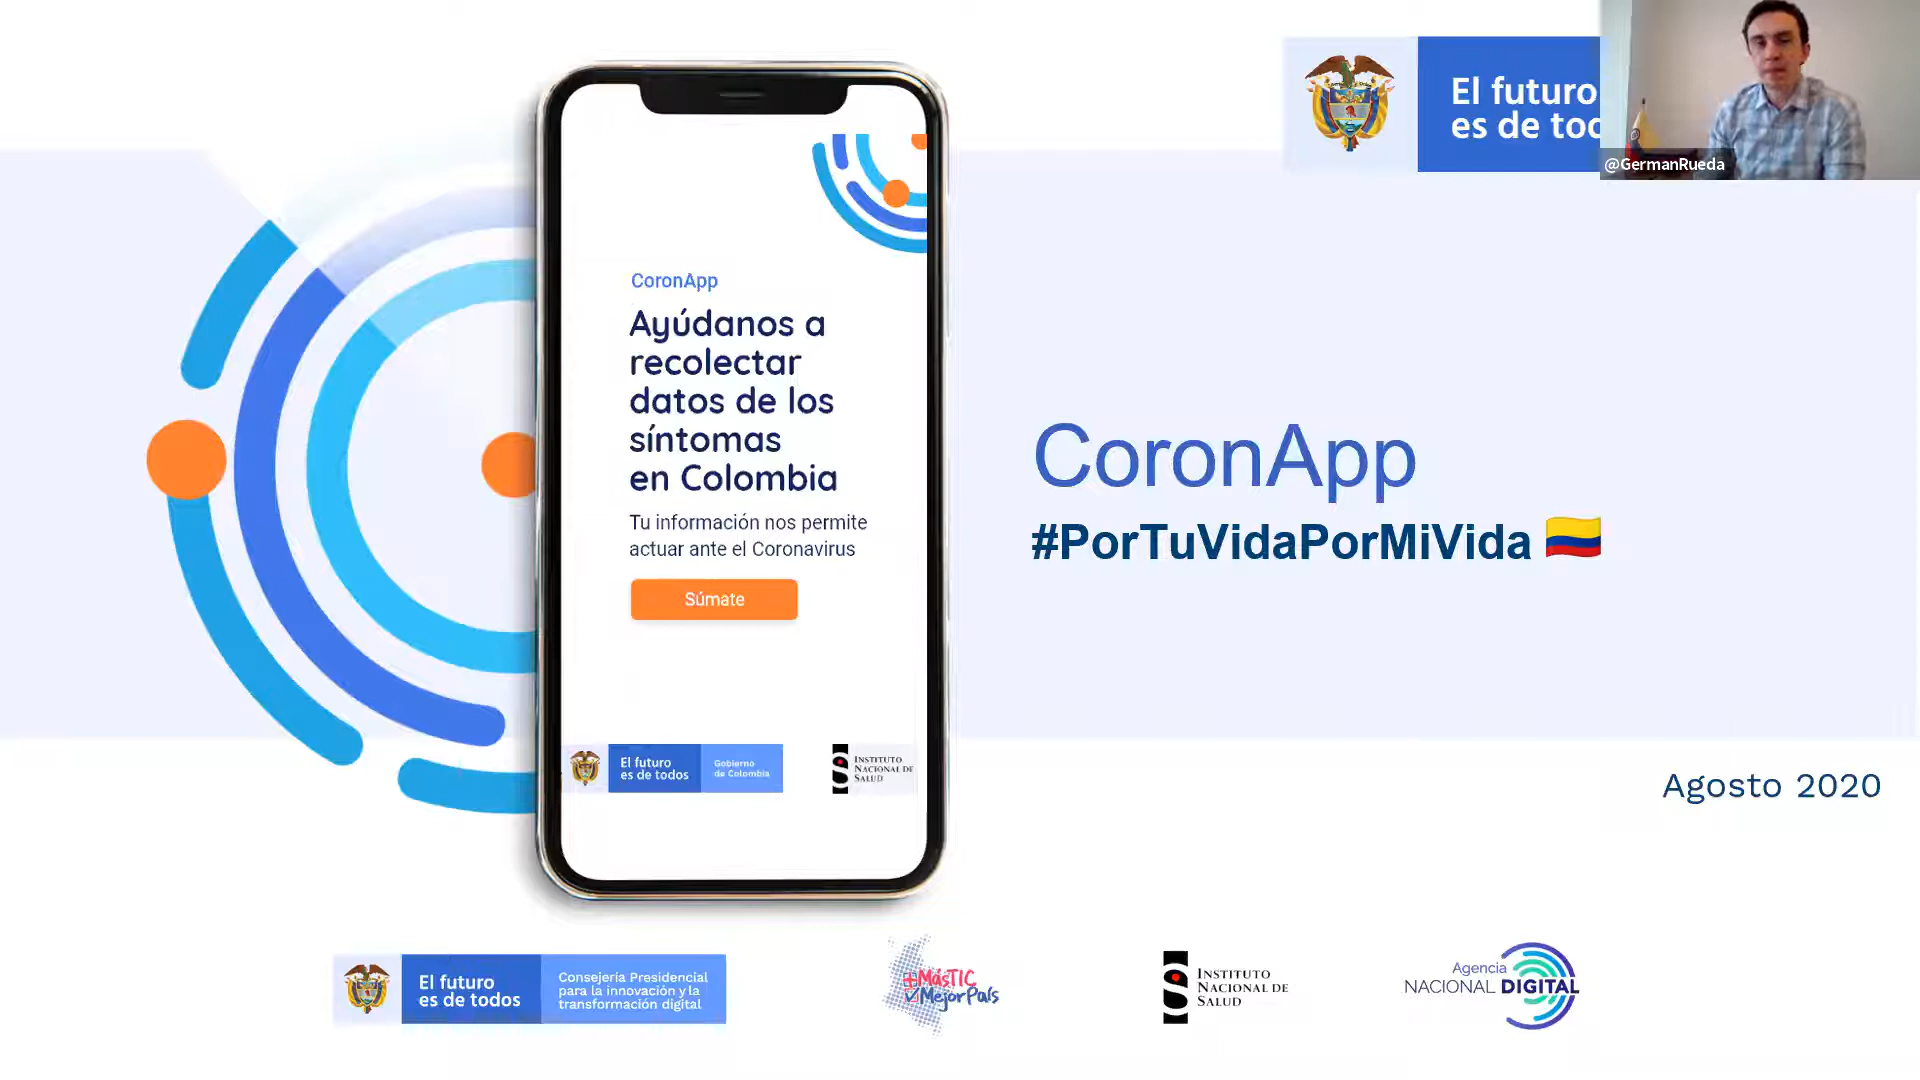 El futuro
es de toc
@GermanRueda
CoronApp
Ayúdanos a
recolectar
datos de los
síntomas
en Colombia
Tu información nos permite
actuar ante el Coronavirus
Súmate
El futuro
es de todos
Gobierno
de Colombia
INSTITUTO
NACIONAL DE
SALUD
CoronApp
#PorTuVidaPorMiVida
Agosto 2020
El futuro
es de todos
Consejería Presidencial
para la innovación y la
transformación digital
+MásTIC
MejorPaís
INSTITUTO
NACIONAL DE
SALUD
Agencia
NACIONAL DIGITAL